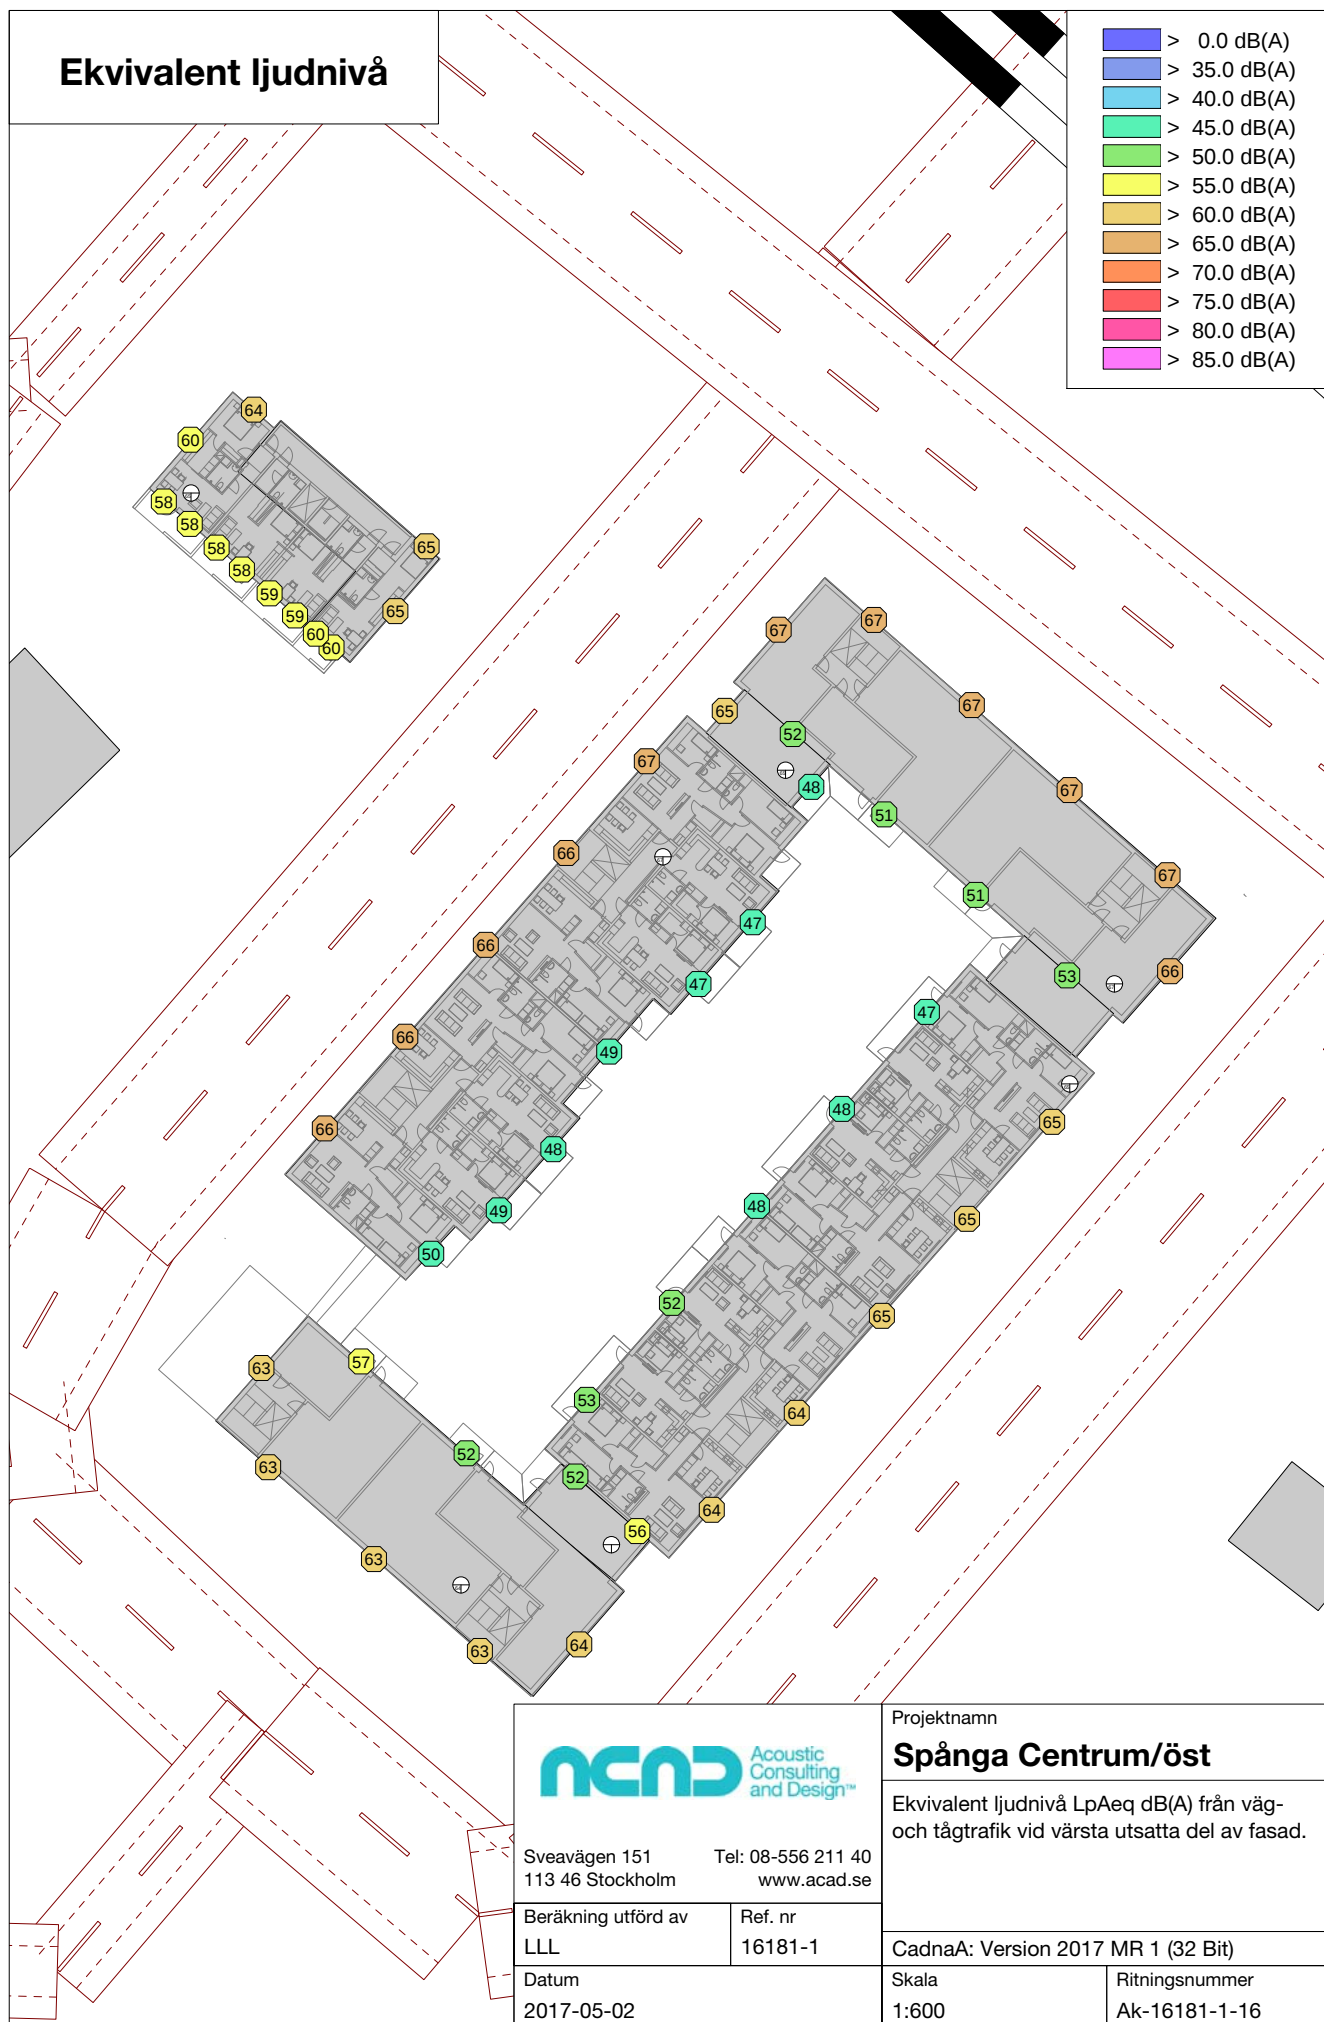 Ekvivalent ljudnivå
> 0.0 dB(A)
> 35.0 dB(A)
> 40.0 dB(A)
> 45.0 dB(A)
> 50.0 dB(A)
> 55.0 dB(A)
> 60.0 dB(A)
> 65.0 dB(A)
> 70.0 dB(A)
> 75.0 dB(A)
> 80.0 dB(A)
> 85.0 dB(A)
64
60
58
58
58
58
59
59
60
60
65
65
67
67
65
52
67
67
48
51
67
66
67
51
47
66
53
66
47
47
49
66
48
65
66
48
49
48
65
50
52
65
57
63
53
64
52
63
52
64
56
63
63
64
ACAD
Acoustic
Consulting
and Design™
Sveavägen 151 Tel: 08-556 211 40
113 46 Stockholm www.acad.se
Projektnamn
Spånga Centrum/öst
Ekvivalent ljudnivå LpAeq dB(A) från väg-
och tågtrafik vid värsta utsatta del av fasad.
Beräkning utförd av
LLL
Ref. nr
16181-1
CadnaA: Version 2017 MR 1 (32 Bit)
Datum
2017-05-02
Skala
1:600
Ritningsnummer
Ak-16181-1-16